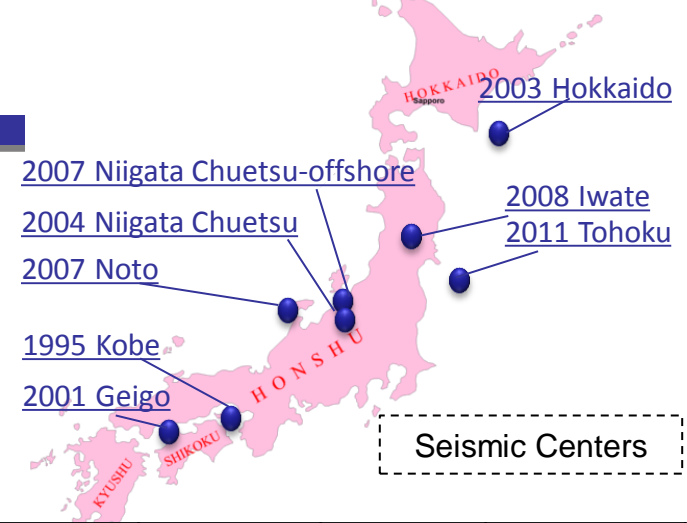 HOKKAIDO
Sapporo
2003 Hokkaido
2007 Niigata Chuetsu-offshore
2008 Iwate
2004 Niigata Chuetsu
2011 Tohoku
2007 Noto
1995 Kobe
HONSHU
2001 Geigo
SHIKOKU
Seismic Centers
KYUSHU